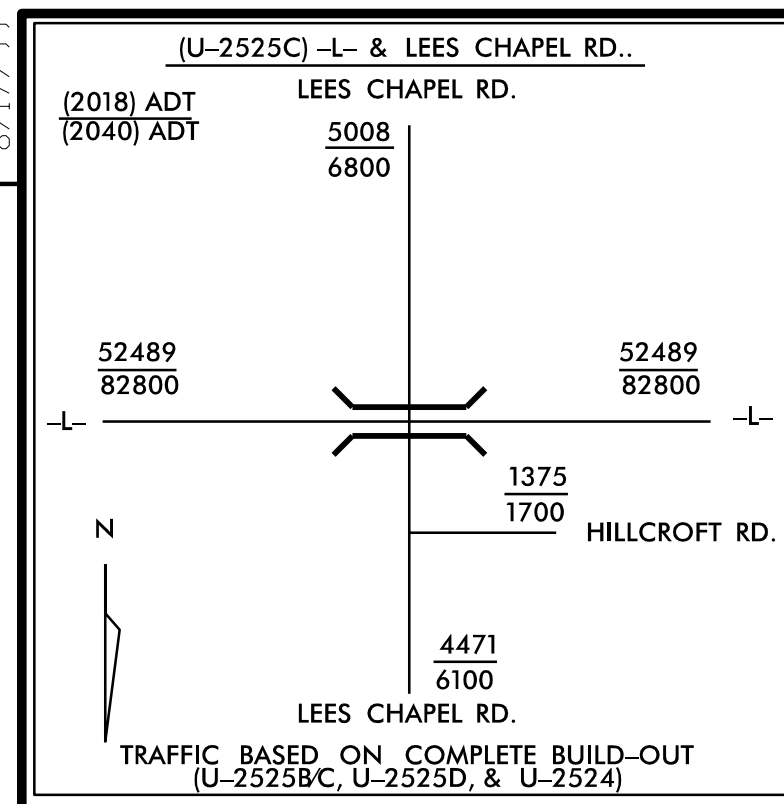 (U–2525C) –L– & LEES CHAPEL RD..
LEES CHAPEL RD.
(2018) ADT
(2040) ADT
5008
6800
52489
82800
52489
82800
–L–
–L–
1375
1700
HILLCROFT RD.
N
4471
6100
LEES CHAPEL RD.
TRAFFIC BASED ON COMPLETE BUILD–OUT
(U–2525B/C, U–2525D, & U–2524)